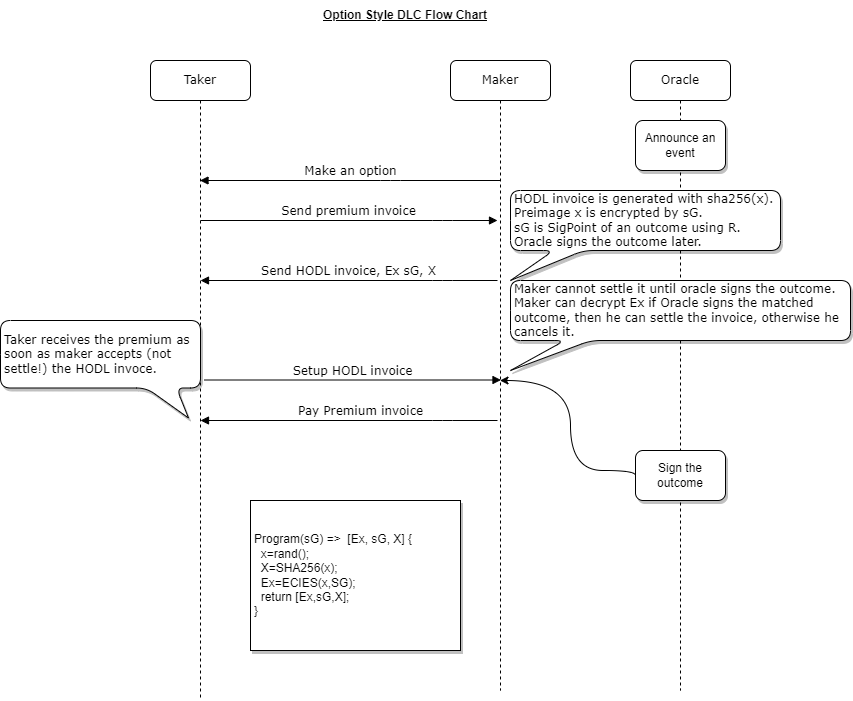 Option Style DLC Flow Chart
Taker
Maker
Oracle
Announce an
event
Make an option
HODL invoice is generated with sha256(x).
Preimage x is encrypted by sG.
sG is SigPoint of an outcome using R.
Oracle signs the outcome later.
Send premium invoice
Send HODL invoice, Ex sG, X
Maker cannot settle it until oracle signs the outcome.
Maker can decrypt Ex if Oracle signs the matched
outcome, then he can settle the invoice, otherwise he
cancels it.
Taker receives the premium as
soon as maker accepts (not
settle!) the HODL invoce.
Setup HODL invoice
Pay Premium invoice
Sign the
outcome
Program(sG) => [Ex, sG, X] {
x=rand();
X=SHA256(x);
Ex=ECIES(x,SG);
return [Ex,sG,X];
}